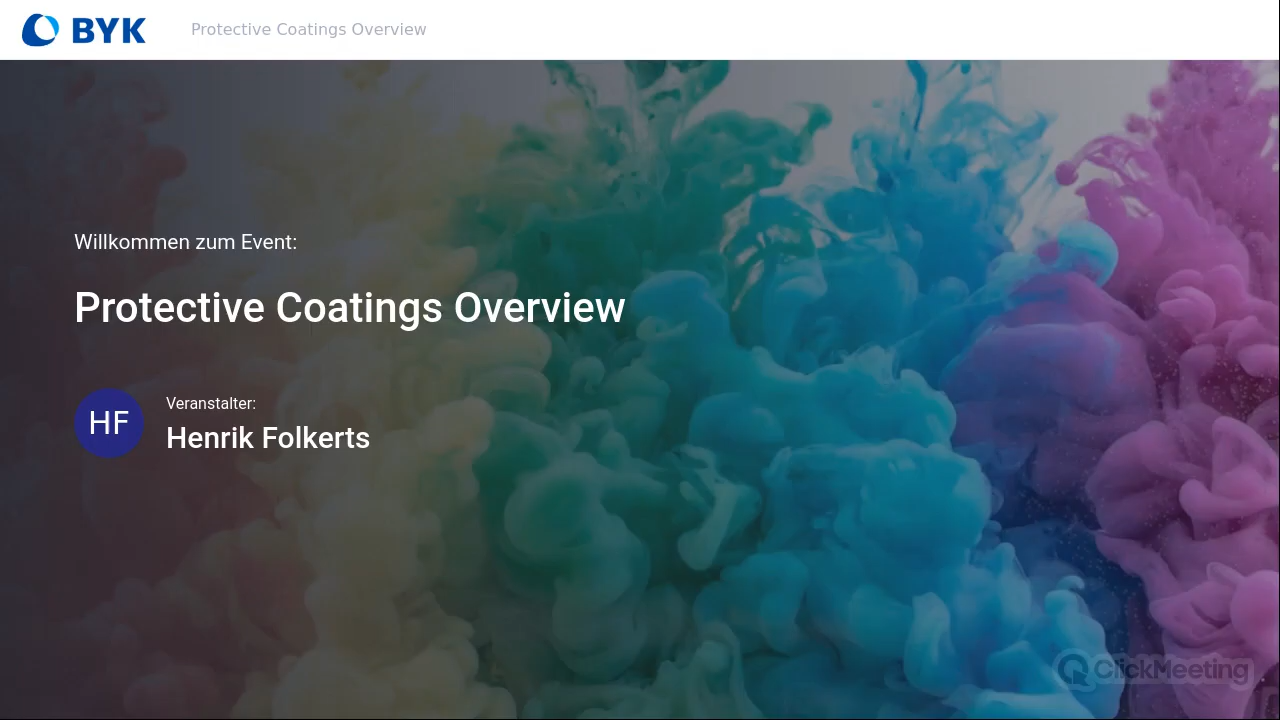 BYK
Protective Coatings Overview
Willkommen zum Event:
Protective Coatings Overview
HF
Veranstalter:
Henrik Folkerts
ClickMeeting